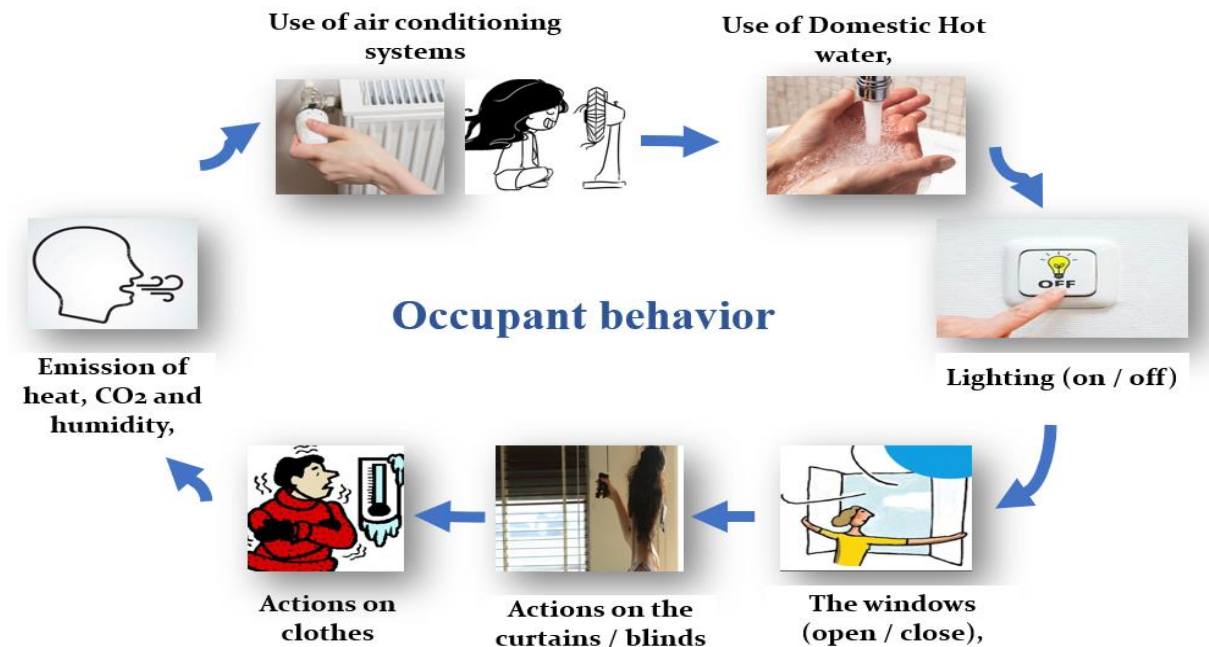 Use of air conditioning
systems
Use of Domestic Hot
water,
OFF
Lighting (on / off)
Occupant behavior
Emission of
heat, CO2 and
humidity,
The windows
(open / close),
Actions on the
curtains / blinds
Actions on
clothes